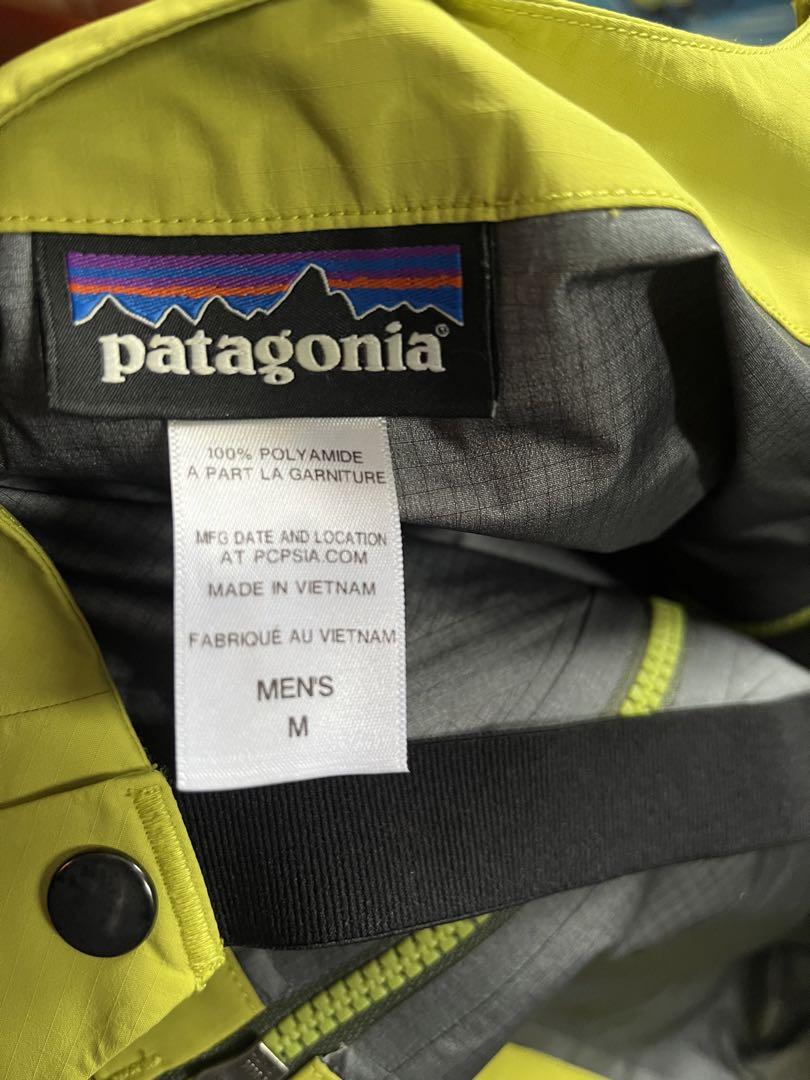 patagonia®
100% POLYAMIDE
A PART LA GARNITURE
MFG DATE AND LOCATION
AT PCPSIA.COM
MADE IN VIETNAM
FABRIQUÉ AU VIETNAM
MEN'S
M